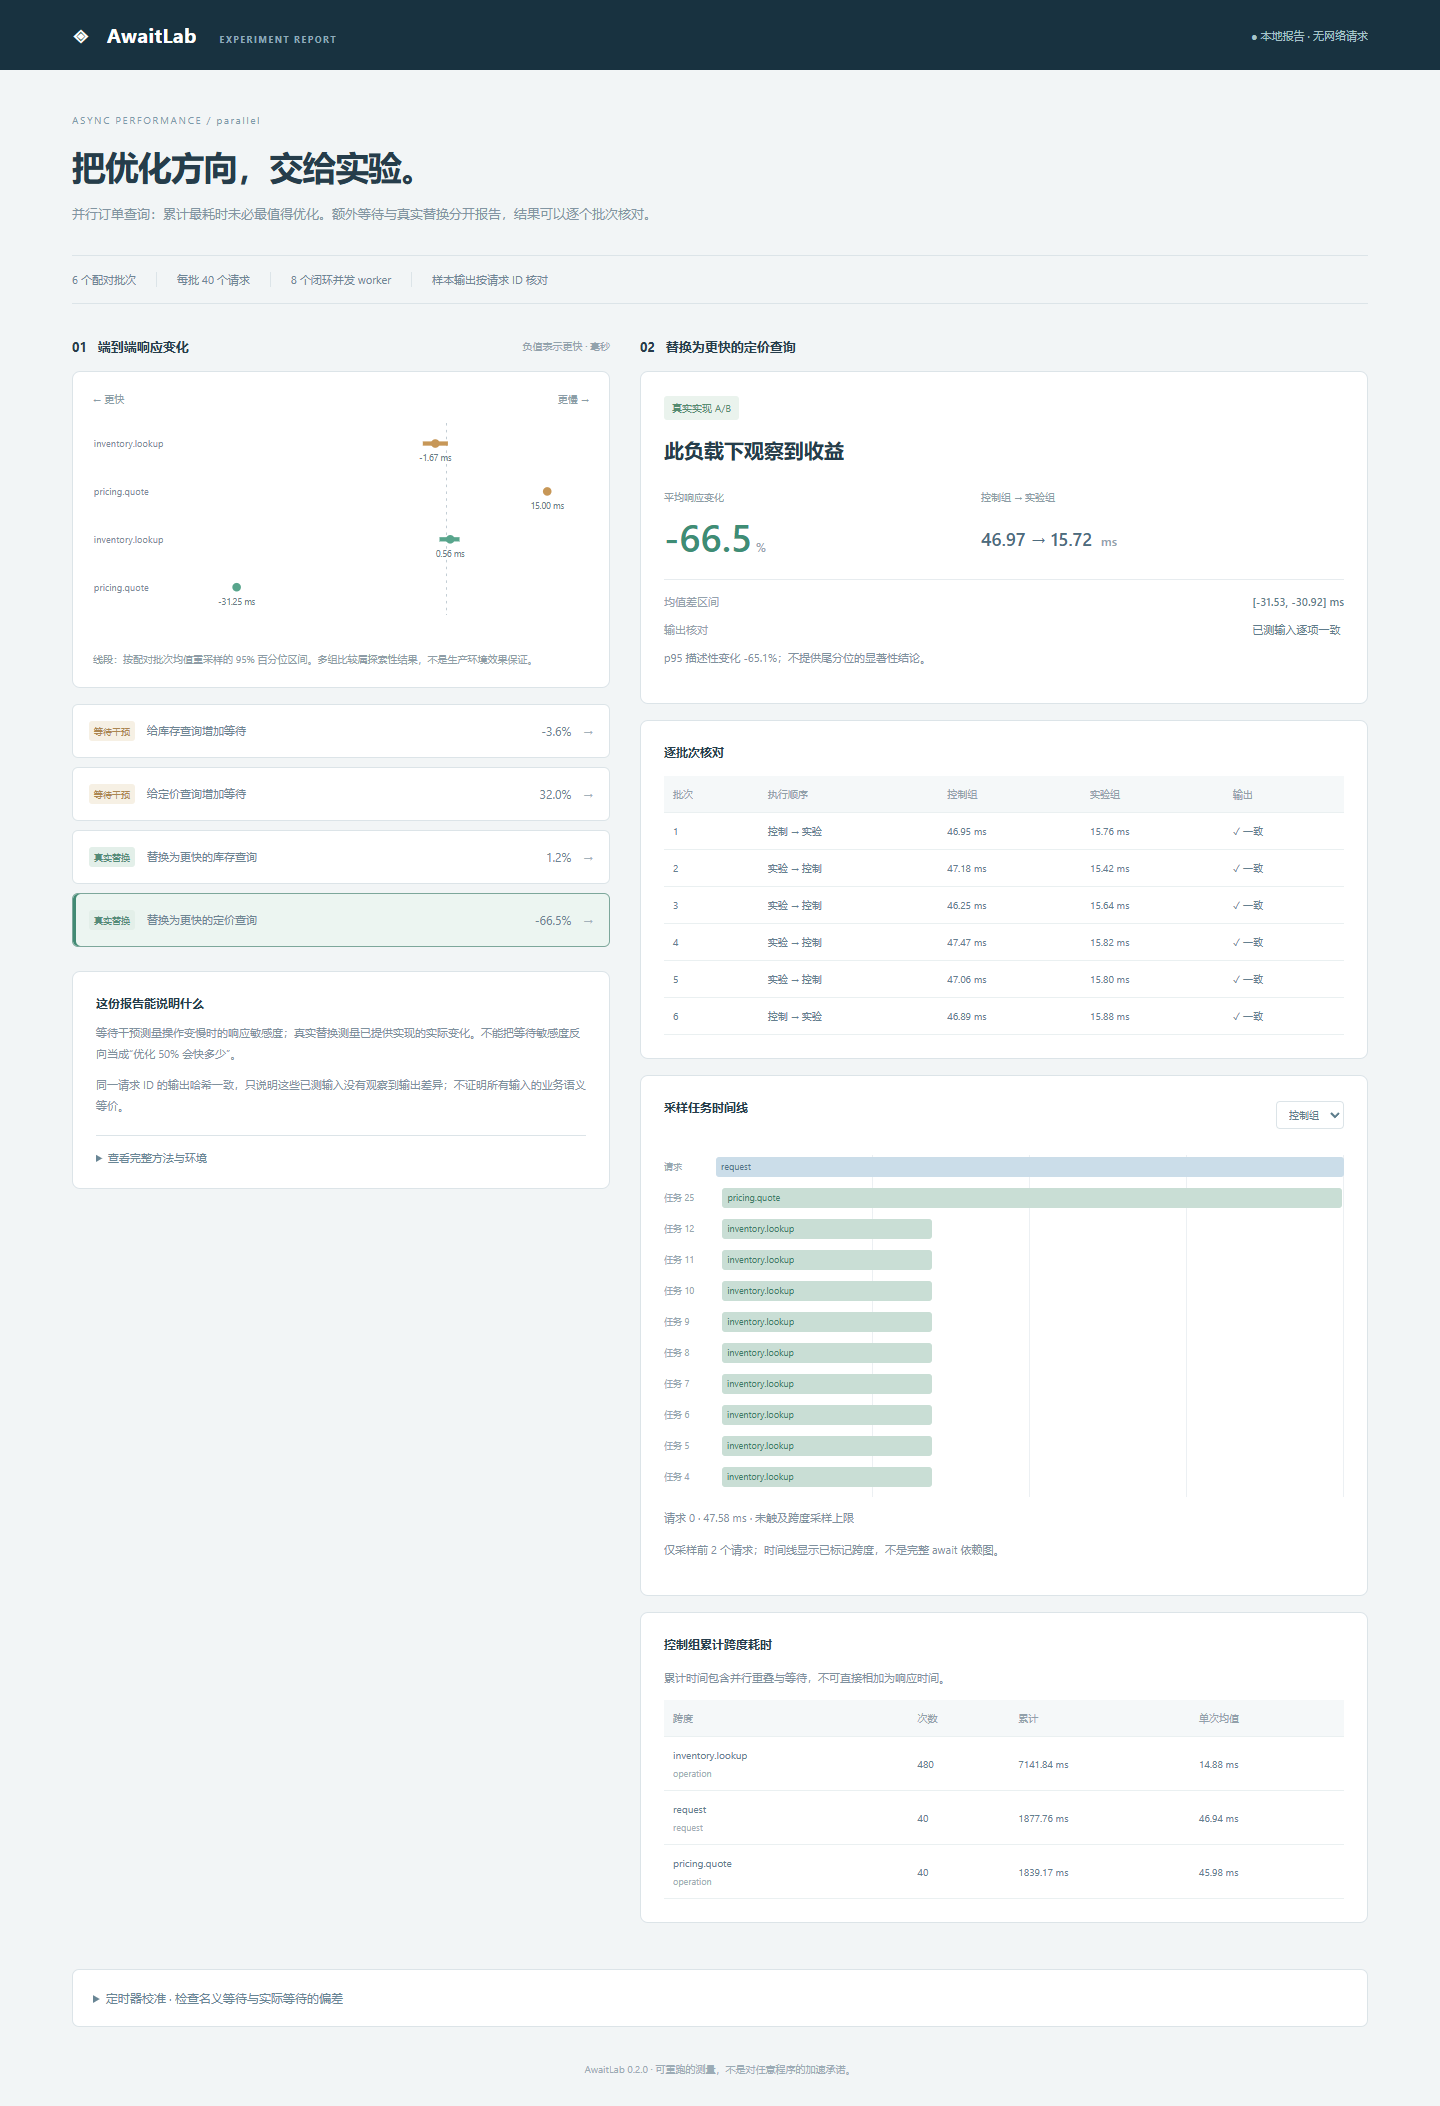 AwaitLab EXPERIMENT REPORT
本地报告 · 无网络请求
ASYNC PERFORMANCE / parallel
把优化方向，交给实验。
并行订单查询：累计最耗时未必最值得优化。额外等待与真实替换分开报告，结果可以逐个批次核对。
6 个配对批次
每批 40 个请求
8 个闭环并发 worker
样本输出按请求 ID 核对
01 端到端响应变化
负值表示更快 · 毫秒
← 更快
更慢 →
inventory.lookup
-1.67 ms
pricing.quote
15.00 ms
inventory.lookup
0.56 ms
pricing.quote
-31.25 ms
线段：按配对批次均值重采样的 95% 百分位区间。多组比较属探索性结果，不是生产环境效果保证。
等待干预 给库存查询增加等待 -3.6% →
等待干预 给定价查询增加等待 32.0% →
真实替换 替换为更快的库存查询 1.2% →
真实替换 替换为更快的定价查询 -66.5% →
这份报告能说明什么
等待干预测量操作变慢时的响应敏感度；真实替换测量已提供实现的实际变化。不能把等待敏感度反
向当成“优化 50% 会快多少”。
同一请求 ID 的输出哈希一致，只说明这些已测输入没有观察到输出差异；不证明所有输入的业务语义
等价。
▶ 查看完整方法与环境
02 替换为更快的定价查询
真实实现 A/B
此负载下观察到收益
平均响应变化
-66.5 %
控制组 → 实验组
46.97 → 15.72 ms
均值差区间 [-31.53, -30.92] ms
输出核对 已测输入逐项一致
p95 描述性变化 -65.1%；不提供尾分位的显著性结论。
逐批次核对
批次 执行顺序 控制组 实验组 输出
1 控制 → 实验 46.95 ms 15.76 ms ✓ 一致
2 实验 → 控制 47.18 ms 15.42 ms ✓ 一致
3 实验 → 控制 46.25 ms 15.64 ms ✓ 一致
4 实验 → 控制 47.47 ms 15.82 ms ✓ 一致
5 实验 → 控制 47.06 ms 15.80 ms ✓ 一致
6 控制 → 实验 46.89 ms 15.88 ms ✓ 一致
采样任务时间线
控制组
请求 request
任务 25 pricing.quote
任务 12 inventory.lookup
任务 11 inventory.lookup
任务 10 inventory.lookup
任务 9 inventory.lookup
任务 8 inventory.lookup
任务 7 inventory.lookup
任务 6 inventory.lookup
任务 5 inventory.lookup
任务 4 inventory.lookup
请求 0 · 47.58 ms · 未触及跨度采样上限
仅采样前 2 个请求；时间线显示已标记跨度，不是完整 await 依赖图。
控制组累计跨度耗时
累计时间包含并行重叠与等待，不可直接相加为响应时间。
跨度 次数 累计 单次均值
inventory.lookup
operation
480 7141.84 ms 14.88 ms
request
request
40 1877.76 ms 46.94 ms
pricing.quote
operation
40 1839.17 ms 45.98 ms
▶ 定时器校准 · 检查名义等待与实际等待的偏差
AwaitLab 0.2.0 · 可重跑的测量，不是对任意程序的加速承诺。